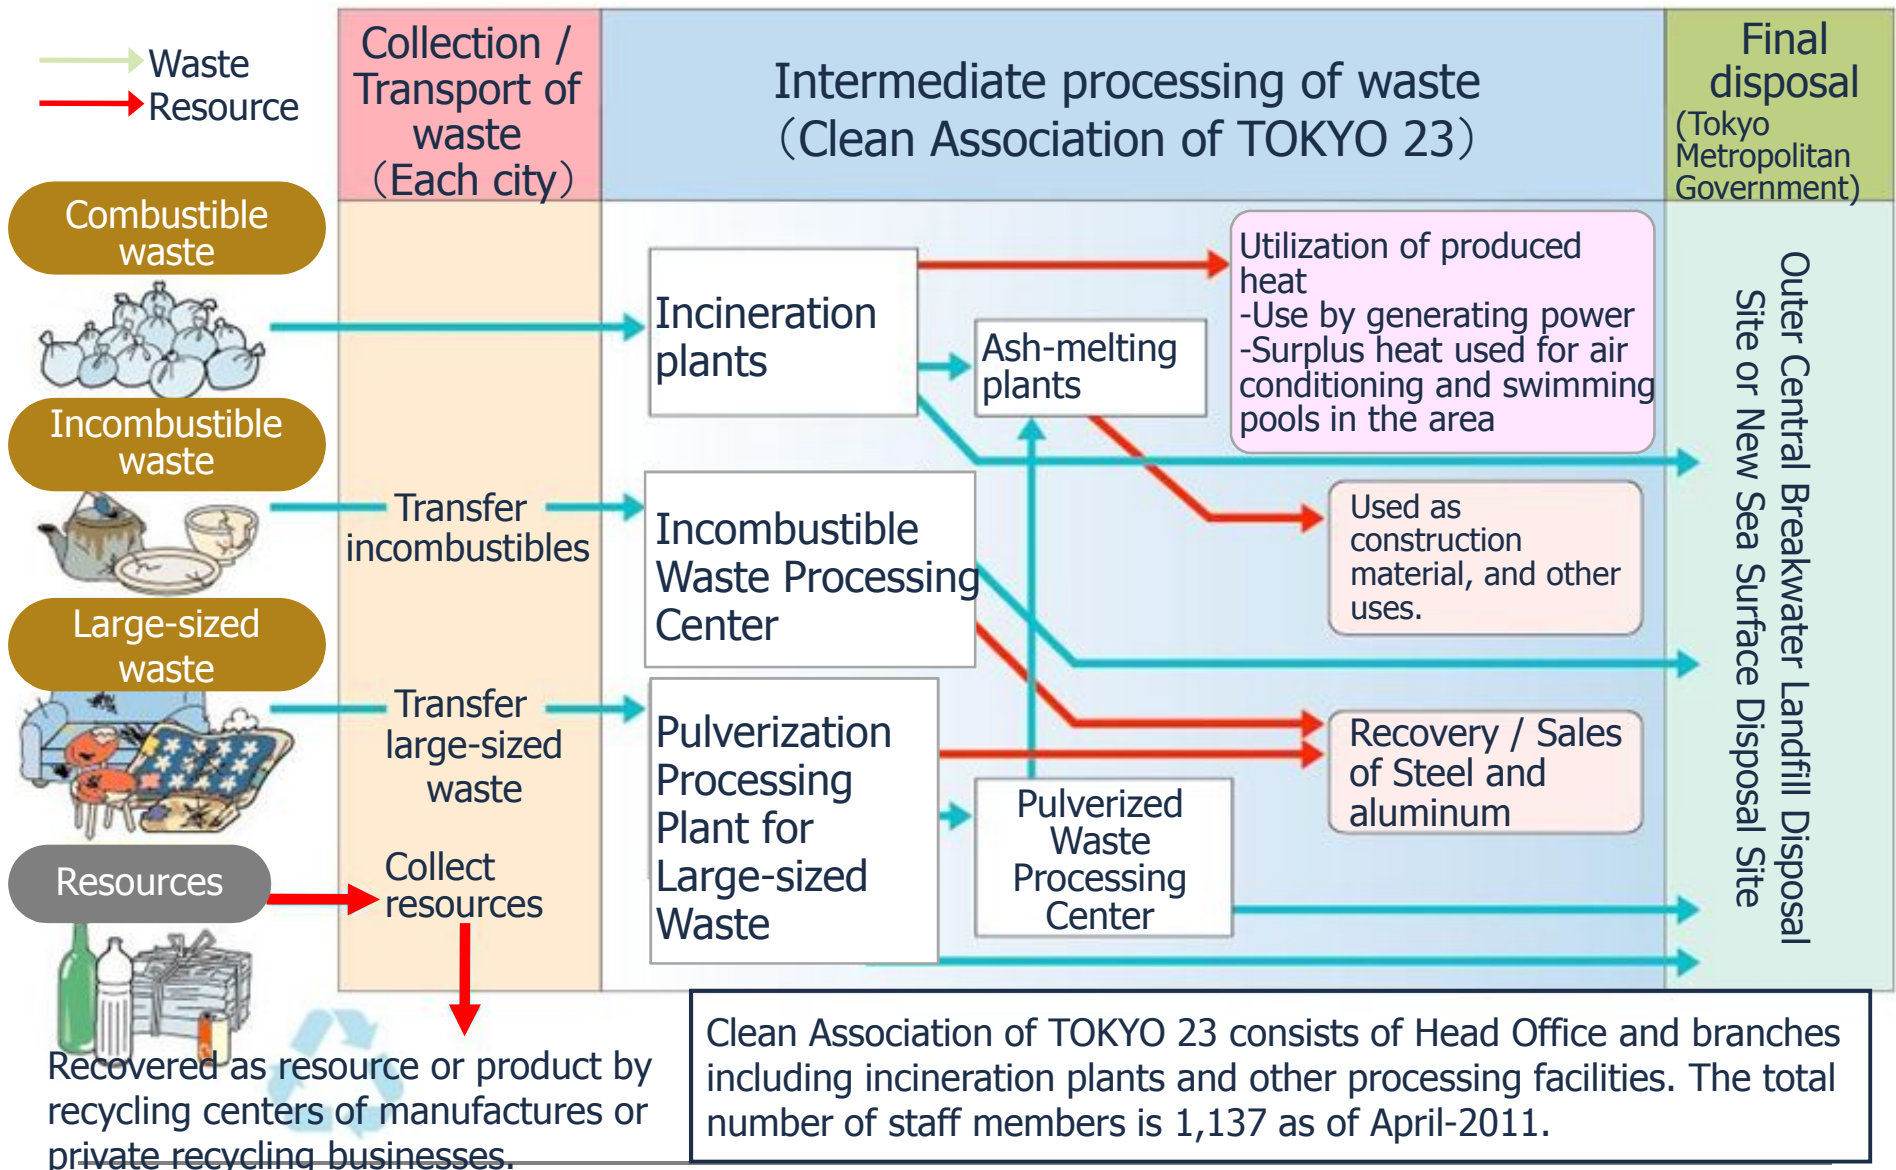 Waste
Resource
Collection /
Transport of
waste
（Each city）
Intermediate processing of waste
（Clean Association of TOKYO 23）
Final
disposal
(Tokyo
Metropolitan
Government)
Combustible
waste
Incombustible
waste
Large-sized
waste
Resources
Transfer
incombustibles
Transfer
large-sized
waste
Collect
resources
Incineration
plants
Ash-melting
plants
Utilization of produced
heat
-Use by generating power
-Surplus heat used for air
conditioning and swimming
pools in the area
Incombustible
Waste Processing
Center
Used as
construction
material, and other
uses.
Pulverization
Processing
Plant for
Large-sized
Waste
Pulverized
Waste
Processing
Center
Recovery / Sales
of Steel and
aluminum
Outer Central Breakwater Landfill Disposal
Site or New Sea Surface Disposal Site
Recovered as resource or product by
recycling centers of manufactures or
private recycling businesses.
Clean Association of TOKYO 23 consists of Head Office and branches
including incineration plants and other processing facilities. The total
number of staff members is 1,137 as of April-2011.